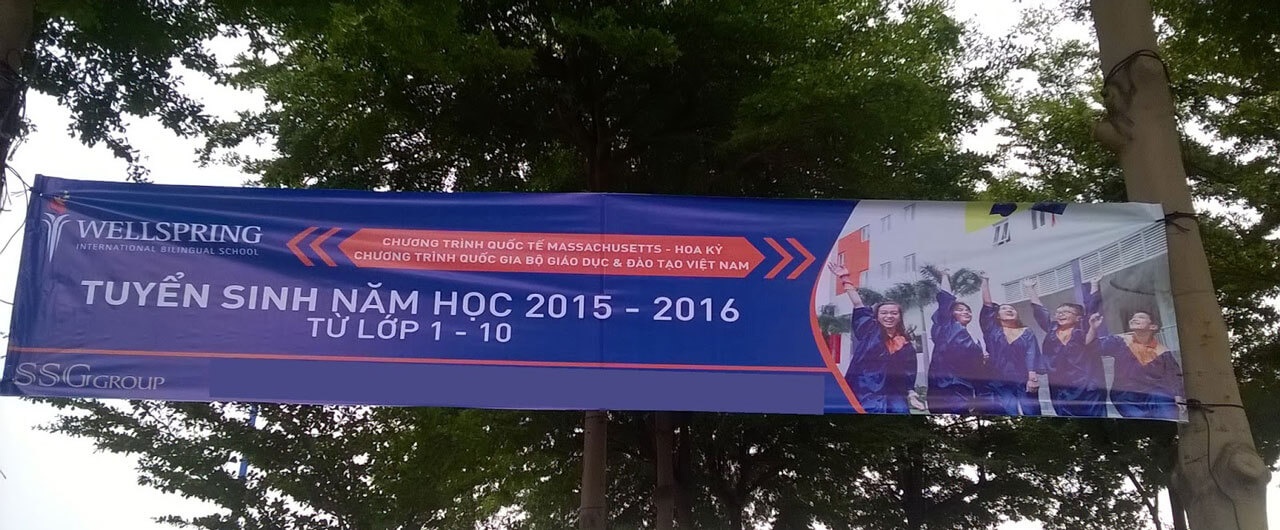 WELLSPRING
INTERNATIONAL BILINGUAL SCHOOL
CHƯƠNG TRÌNH QUỐC TẾ MASSACHUSETTS - HOA KỲ
CHƯƠNG TRÌNH QUỐC GIA BỘ GIÁO DỤC & ĐÀO TẠO VIỆT NAM
TUYỂN SINH NĂM HỌC 2015 - 2016
TỪ LỚP 1 - 10
SSG GROUP